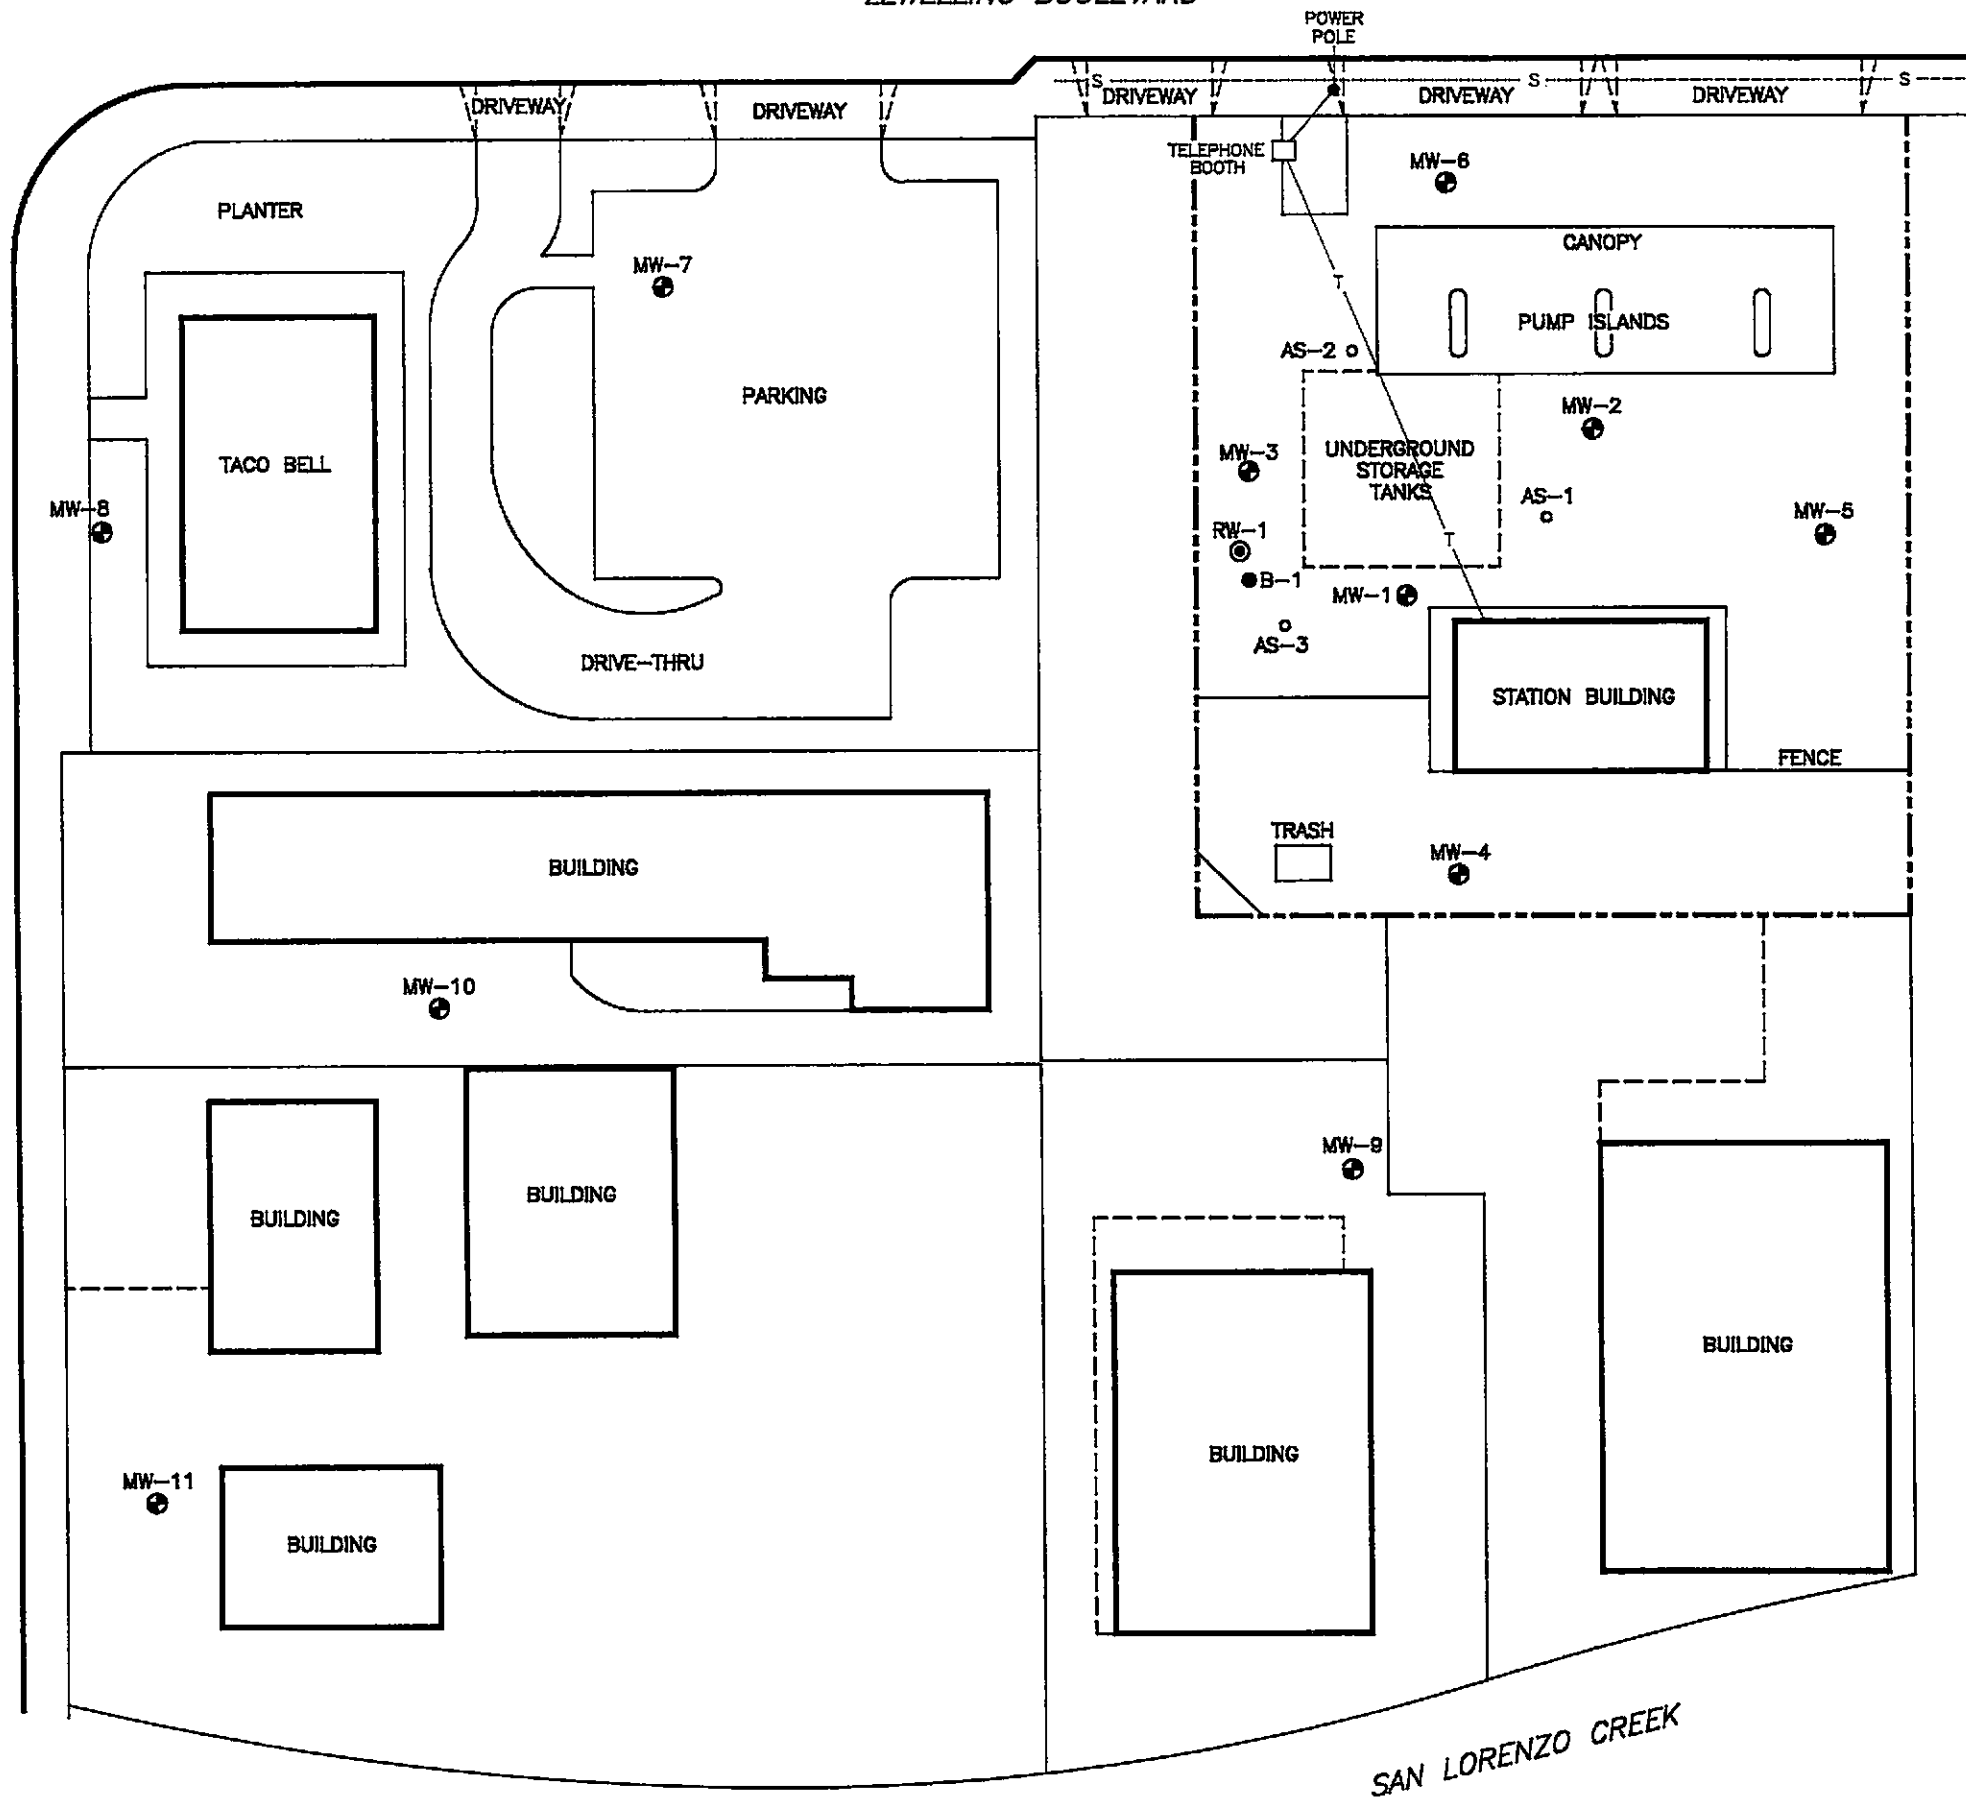 POWER
POLE
S
S
S
DRIVEWAY
DRIVEWAY
DRIVEWAY
DRIVEWAY
DRIVEWAY
TELEPHONE
BOOTH
MW-6
PLANTER
CANOPY
MW-7
T
PUMP ISLANDS
AS-2
PARKING
MW-2
TACO BELL
MW-3
UNDERGROUND
STORAGE
TANKS
AS-1
MW-8
MW-5
RW-1
T
B-1
MW-1
AS-3
DRIVE-THRU
STATION BUILDING
FENCE
TRASH
MW-4
BUILDING
MW-10
MW-9
BUILDING
BUILDING
BUILDING
BUILDING
MW-11
BUILDING
SAN LORENZO CREEK